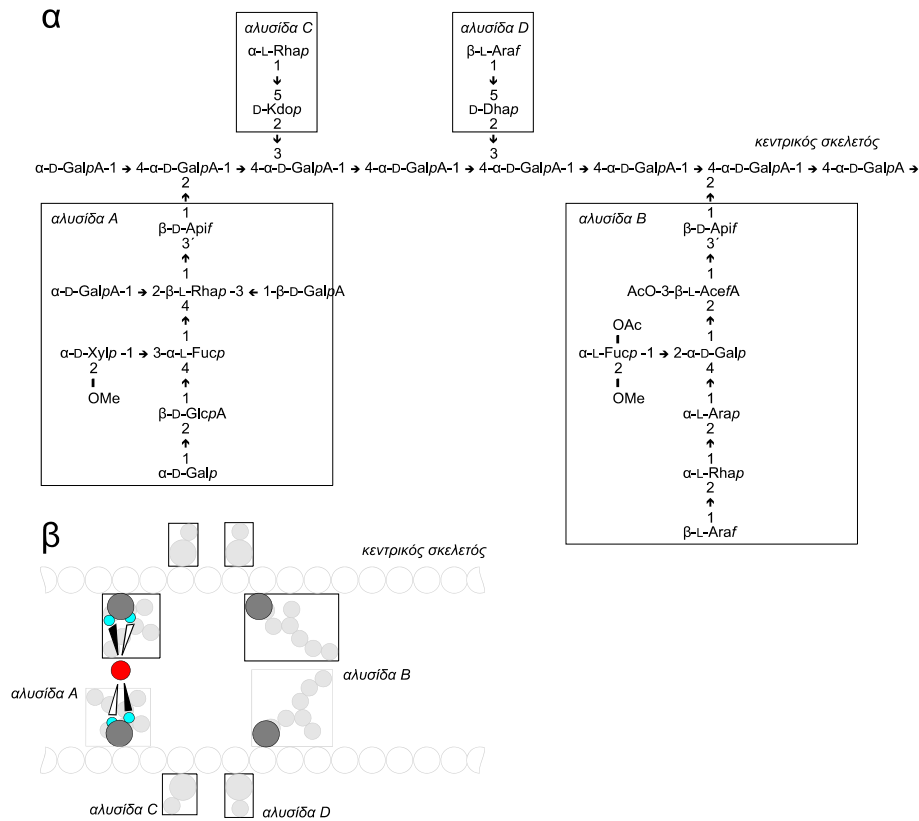 α
αλυσίδα C
α-L-Rhap
1
5
D-Kdop
2
3
αλυσίδα D
β-L-Araf
1
5
D-Dhap
2
3
κεντρικός σκελετός
α-D-GalpA-1 → 4-α-D-GalpA-1 → 4-α-D-GalpA-1 → 4-α-D-GalpA-1 → 4-α-D-GalpA-1 → 4-α-D-GalpA-1 → 4-α-D-GalpA-1 → 4-α-D-GalpA →
2
αλυσίδα A
1
β-D-Apif
3´
1
α-D-GalpA-1 → 2-β-L-Rhap -3 ← 1-β-D-GalpA
4
1
α-D-Xylp -1 → 3-α-L-Fucp
2
4
OMe
1
β-D-GlcpA
2
1
α-D-Galp
2
αλυσίδα B
1
β-D-Apif
3´
1
AcO-3-β-L-AcefA
2
OAc
1
α-L-Fucp -1 → 2-α-D-Galp
2
4
OMe
1
α-L-Arap
2
1
α-L-Rhap
2
1
β-L-Araf
β
κεντρικός σκελετός
αλυσίδα A
αλυσίδα B
αλυσίδα C
αλυσίδα D